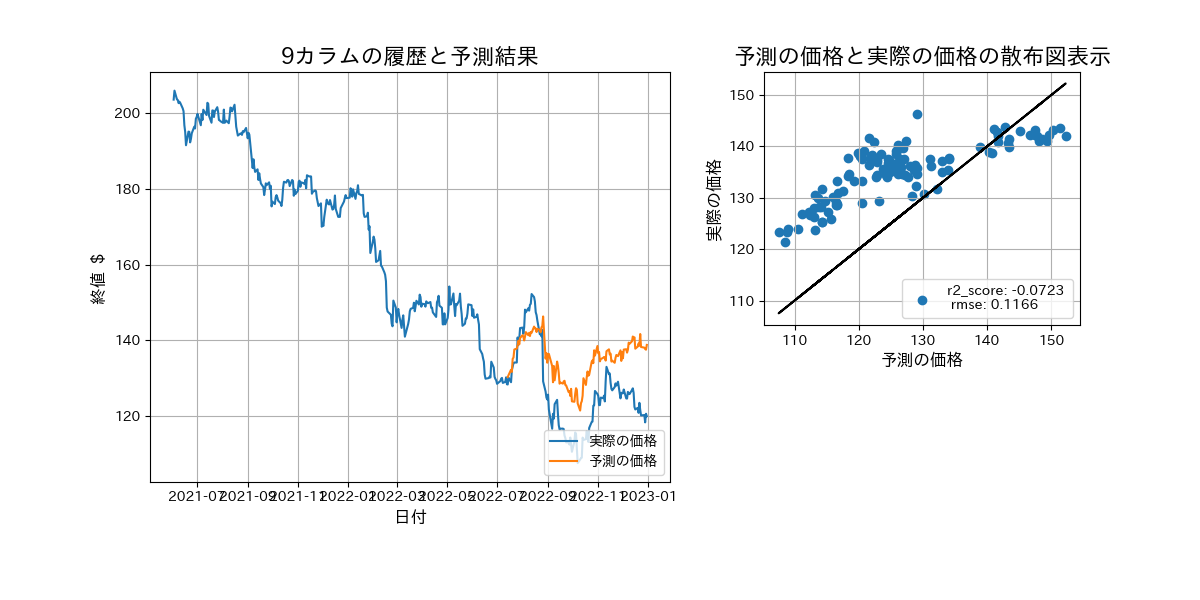 9カラムの履歴と予測結果
終値 $
200
180
160
140
120
2021-07
2021-09
2021-11
2022-01
2022-03
2022-05
2022-07
2022-09
2022-11
2023-01
日付
実際の価格
予測の価格
予測の価格と実際の価格の散布図表示
実際の価格
150
140
130
120
110
110
120
130
140
150
予測の価格
r2_score: -0.0723
rmse: 0.1166